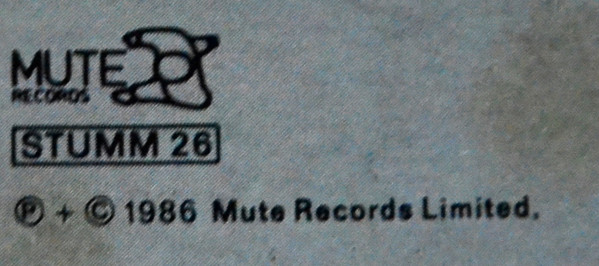 MUTE
RECORDS
STUMM 26
Ⓟ + © 1986 Mute Records Limited.